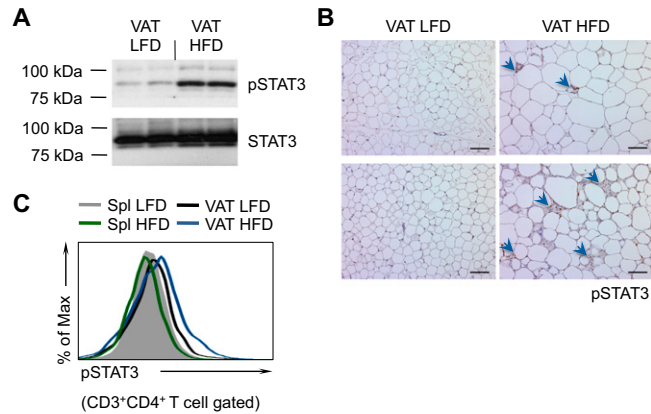 A
VAT LFD
VAT HFD
100 kDa
75 kDa
pSTAT3
100 kDa
75 kDa
STAT3
B
VAT LFD
VAT HFD
pSTAT3
C
Spl LFD
VAT LFD
Spl HFD
VAT HFD
% of Max
pSTAT3
(CD3⁺CD4⁺ T cell gated)